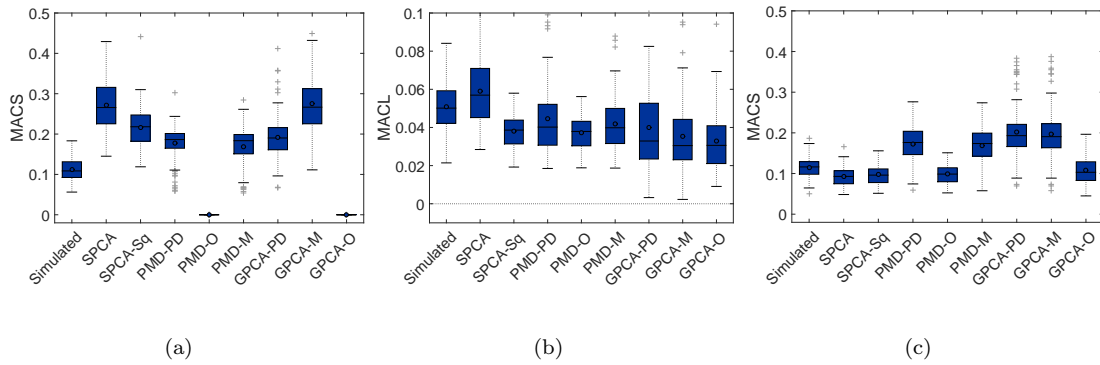 0.5
0.4
0.3
0.2
0.1
0
MACS
Simulated
SPCA
SPCA-Sq
PMD-PD
PMD-O
PMD-M
GPCA-PD
GPCA-M
GPCA-O
(a)
0.1
0.08
0.06
0.04
0.02
0
MACL
Simulated
SPCA
SPCA-Sq
PMD-PD
PMD-O
PMD-M
GPCA-PD
GPCA-M
GPCA-O
(b)
0.5
0.4
0.3
0.2
0.1
0
MACS
Simulated
SPCA
SPCA-Sq
PMD-PD
PMD-O
PMD-M
GPCA-PD
GPCA-M
GPCA-O
(c)